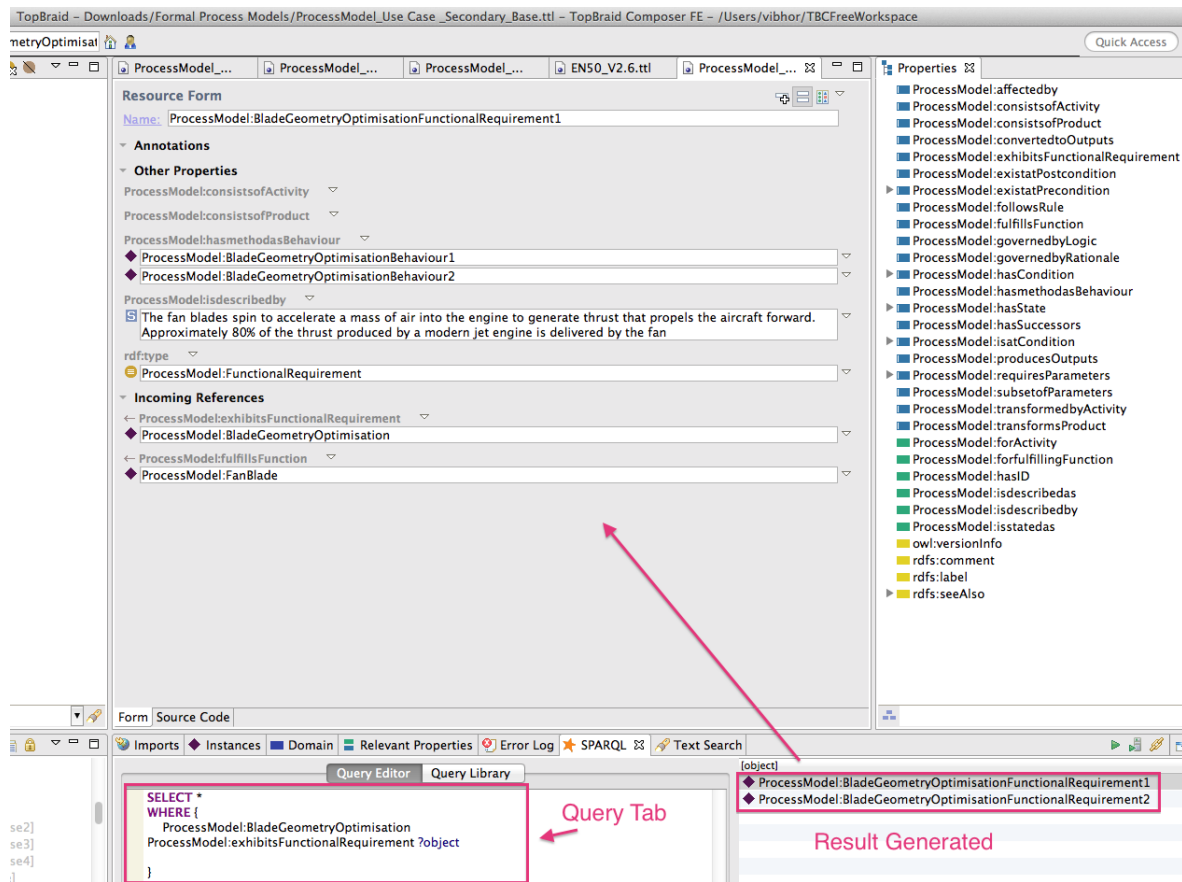 TopBraid – Downloads/Formal Process Models/ProcessModel_Use Case _Secondary_Base.ttl – TopBraid Composer FE – /Users/vibhor/TBCFreeWorkspace
metryOptimisat
Quick Access
ProcessModel_... ProcessModel_... ProcessModel_... EN50_V2.6.ttl ProcessModel_...
Resource Form
Name: ProcessModel:BladeGeometryOptimisationFunctionalRequirement1
Annotations
Other Properties
ProcessModel:consistsofActivity
ProcessModel:consistsofProduct
ProcessModel:hasmethodasBehaviour
ProcessModel:BladeGeometryOptimisationBehaviour1
ProcessModel:BladeGeometryOptimisationBehaviour2
ProcessModel:isdescribedby
S The fan blades spin to accelerate a mass of air into the engine to generate thrust that propels the aircraft forward.
Approximately 80% of the thrust produced by a modern jet engine is delivered by the fan
rdf:type
ProcessModel:FunctionalRequirement
Incoming References
← ProcessModel:exhibitsFunctionalRequirement
ProcessModel:BladeGeometryOptimisation
← ProcessModel:fulfillsFunction
ProcessModel:FanBlade
Form Source Code
Properties
ProcessModel:affectedby
ProcessModel:consistsofActivity
ProcessModel:consistsofProduct
ProcessModel:convertedtoOutputs
ProcessModel:exhibitsFunctionalRequirement
ProcessModel:existatPostcondition
ProcessModel:existatPrecondition
ProcessModel:followsRule
ProcessModel:fulfillsFunction
ProcessModel:governedbyLogic
ProcessModel:governedbyRationale
ProcessModel:hasCondition
ProcessModel:hasmethodasBehaviour
ProcessModel:hasState
ProcessModel:hasSuccessors
ProcessModel:isatCondition
ProcessModel:producesOutputs
ProcessModel:requiresParameters
ProcessModel:subsetofParameters
ProcessModel:transformedbyActivity
ProcessModel:transformsProduct
ProcessModel:forActivity
ProcessModel:forfulfillingFunction
ProcessModel:hasID
ProcessModel:isdescribedas
ProcessModel:isdescribedby
ProcessModel:isstatedas
owl:versionInfo
rdfs:comment
rdfs:label
rdfs:seeAlso
Imports Instances Domain Relevant Properties Error Log SPARQL Text Search
se2]
se3]
se4]
Query Editor Query Library
SELECT *
WHERE {
ProcessModel:BladeGeometryOptimisation
ProcessModel:exhibitsFunctionalRequirement ?object
}
Query Tab
[object]
ProcessModel:BladeGeometryOptimisationFunctionalRequirement1
ProcessModel:BladeGeometryOptimisationFunctionalRequirement2
Result Generated